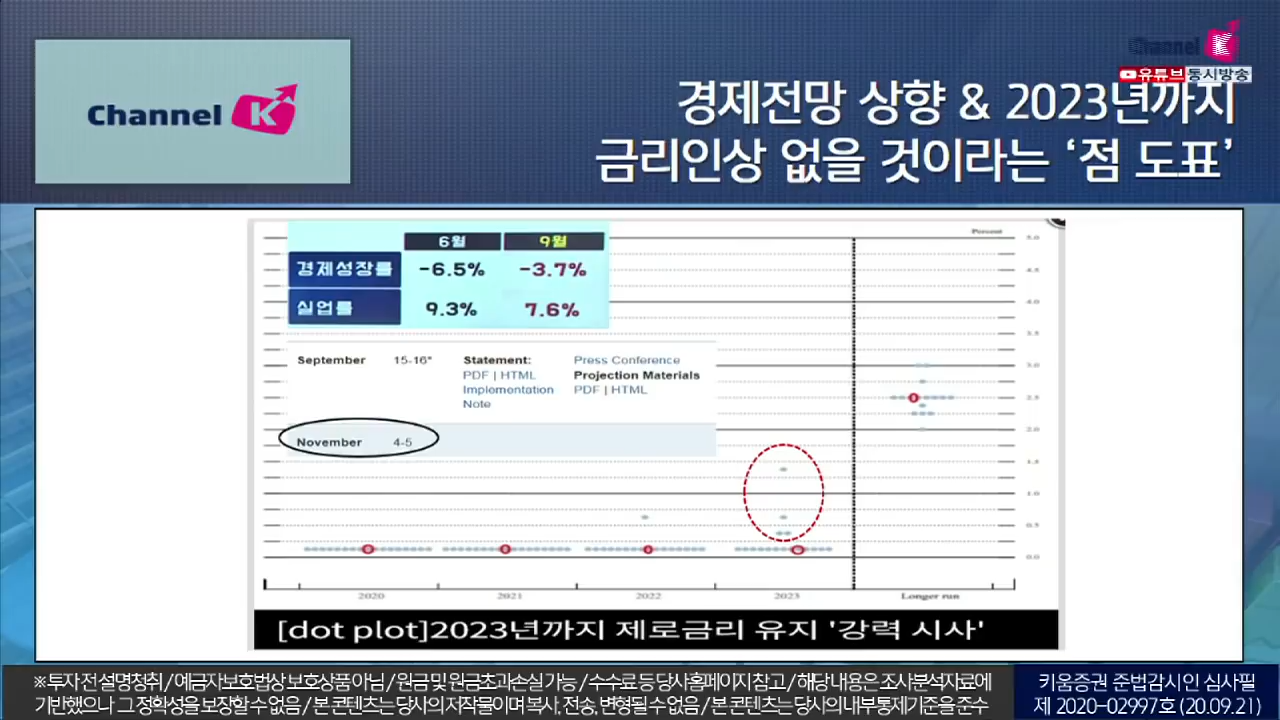 Channel K
Channel K
유튜브 동시방송
경제전망 상향 & 2023년까지
금리인상 없을 것이라는 ‘점 도표’
6월 9월
경제성장률 -6.5% -3.7%
실업률 9.3% 7.6%
Percent
5.0
4.5
4.0
3.5
3.0
2.5
2.0
1.5
1.0
0.5
0.0
September 15-16* Statement: Press Conference
PDF | HTML Projection Materials
Implementation PDF | HTML
Note
November 4-5
2020 2021 2022 2023 Longer run
[dot plot]2023년까지 제로금리 유지 '강력 시사'
※ 투자 전 설명청취 / 예금자보호법상 보호상품 아님 / 원금 및 원금초과손실 가능 / 수수료 등 당사 홈페이지 참고 / 해당 내용은 조사분석자료에
기반했으나 그 정확성을 보장할 수 없음 / 본 콘텐츠는 당사의 저작물이며 복사, 전송, 변형될 수 없음 / 본 콘텐츠는 당사의 내부통제기준을 준수
키움증권 준법감시인 심사필
제 2020-02997호 (20.09.21)